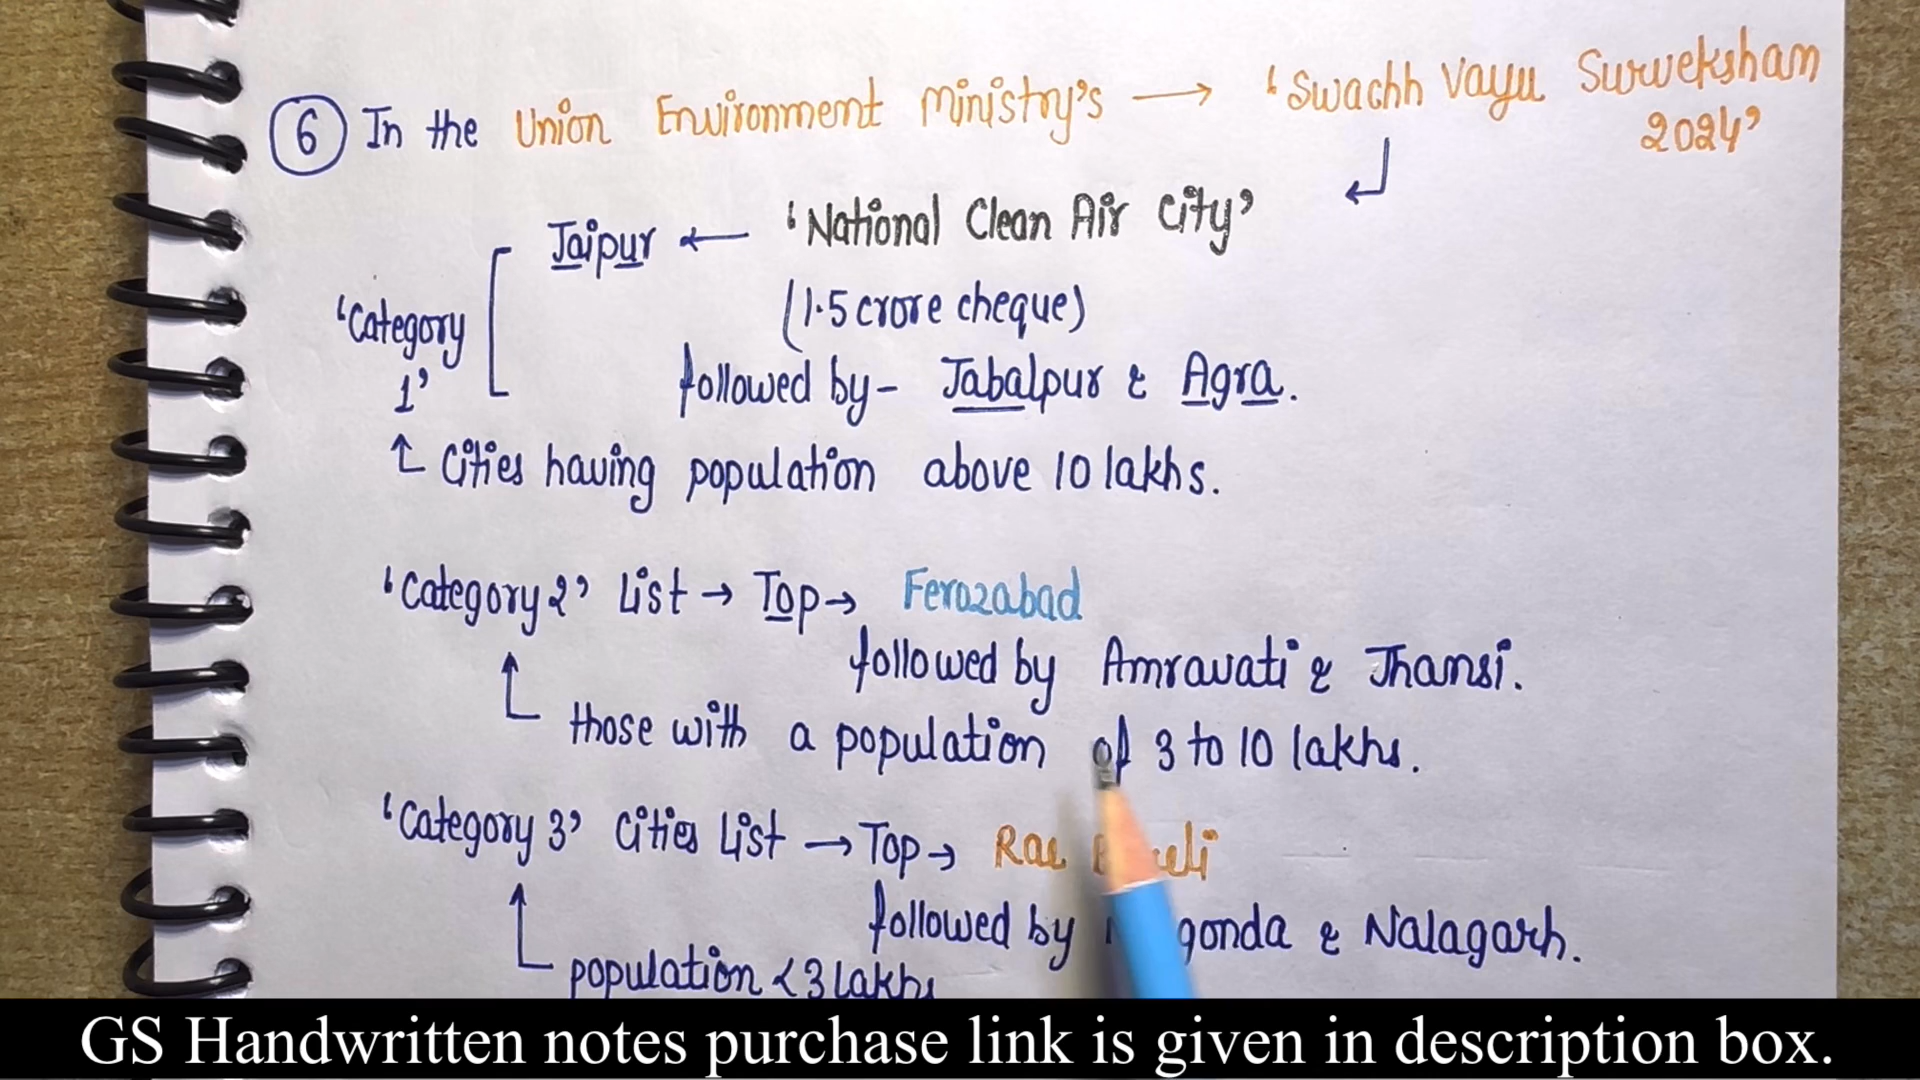 6 In the Union Environment Ministry's → 'Swachh Vayu Surveksham
2024'
Jaipur ← 'National Clean Air City'
(1.5 crore cheque)
'Category
1'
followed by - Jabalpur & Agra.
Cities having population above 10 lakhs.
'Category 2' List → Top → Ferozabad
followed by Amravati & Jhansi.
those with a population of 3 to 10 lakhs.
'Category 3' Cities List → Top → Rae
followed by & Nalagarh.
population < 3 lakhs
GS Handwritten notes purchase link is given in description box.